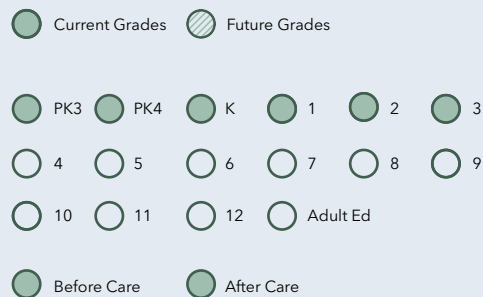 Current Grades Future Grades
PK3 PK4 K 1 2 3
4 5 6 7 8 9
10 11 12 Adult Ed
Before Care After Care